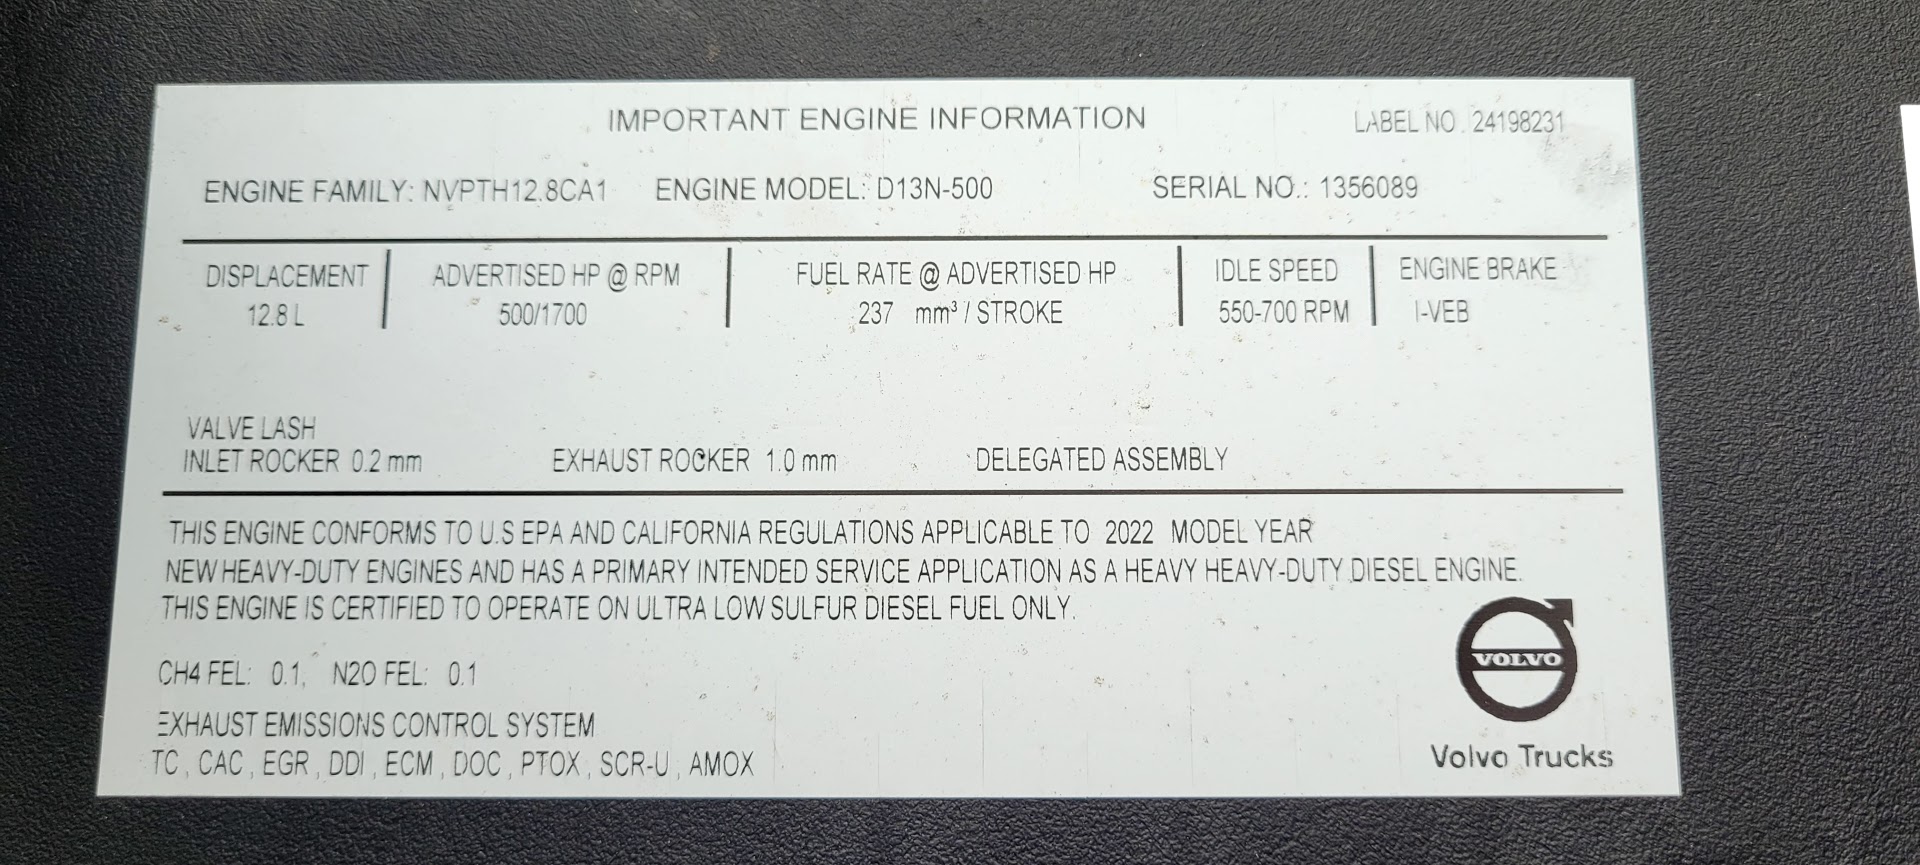 IMPORTANT ENGINE INFORMATION LABEL NO. 24198231
ENGINE FAMILY: NVPTH12.8CA1 ENGINE MODEL: D13N-500 SERIAL NO.: 1356089
DISPLACEMENT ADVERTISED HP @ RPM FUEL RATE @ ADVERTISED HP IDLE SPEED ENGINE BRAKE
12.8 L 500/1700 237 mm³ / STROKE 550-700 RPM I-VEB
VALVE LASH
INLET ROCKER 0.2 mm EXHAUST ROCKER 1.0 mm DELEGATED ASSEMBLY
THIS ENGINE CONFORMS TO U.S EPA AND CALIFORNIA REGULATIONS APPLICABLE TO 2022 MODEL YEAR
NEW HEAVY-DUTY ENGINES AND HAS A PRIMARY INTENDED SERVICE APPLICATION AS A HEAVY HEAVY-DUTY DIESEL ENGINE.
THIS ENGINE IS CERTIFIED TO OPERATE ON ULTRA LOW SULFUR DIESEL FUEL ONLY.
VOLVO
CH4 FEL: 0.1, N2O FEL: 0.1
EXHAUST EMISSIONS CONTROL SYSTEM
TC, CAC, EGR, DDI, ECM, DOC, PTOX, SCR-U, AMOX
Volvo Trucks